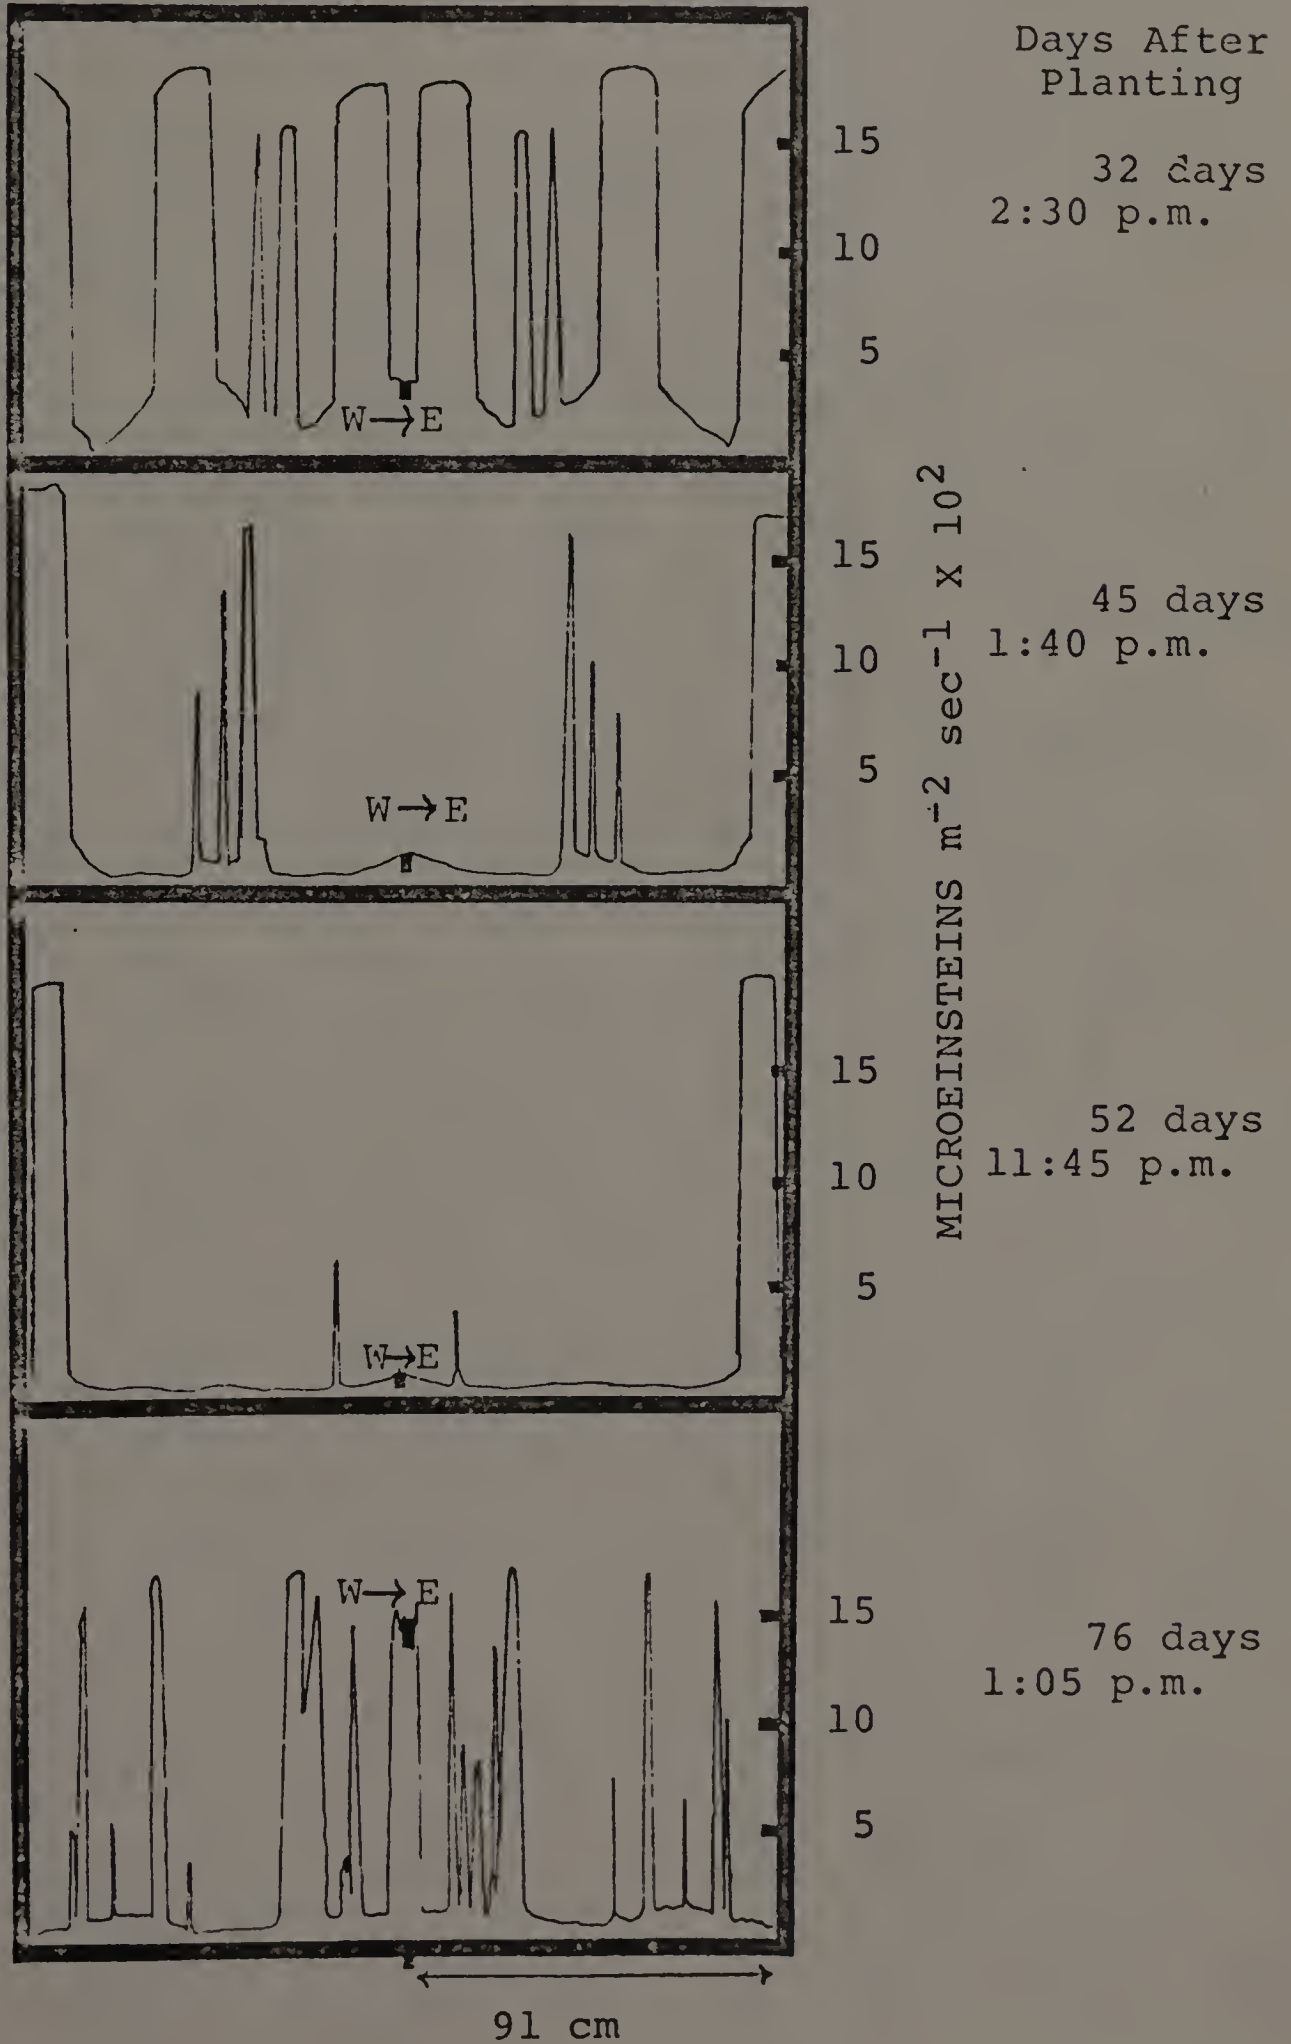 Days After
Planting
15
32 days
2:30 p.m.
10
5
W→E
15
45 days
1:40 p.m.
10
5
W→E
MICROEINSTEINS m⁻² sec⁻¹ X 10²
15
52 days
11:45 p.m.
10
5
W→E
W→E
15
76 days
1:05 p.m.
10
5
91 cm